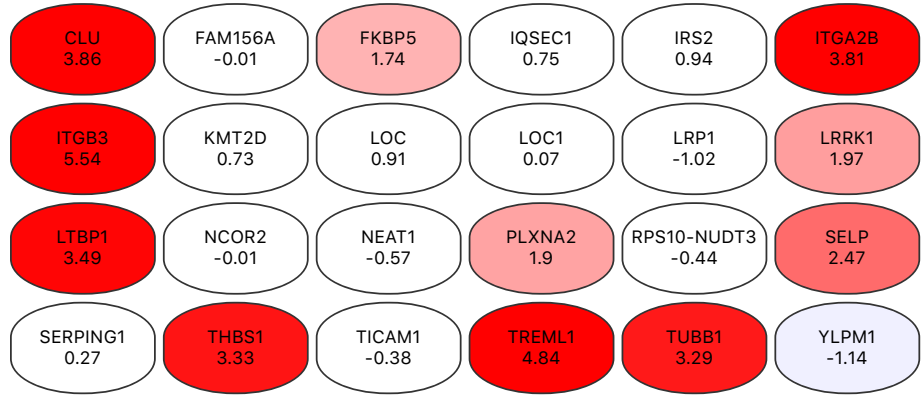 CLU
3.86
FAM156A
-0.01
FKBP5
1.74
IQSEC1
0.75
IRS2
0.94
ITGA2B
3.81
ITGB3
5.54
KMT2D
0.73
LOC
0.91
LOC1
0.07
LRP1
-1.02
LRRK1
1.97
LTBP1
3.49
NCOR2
-0.01
NEAT1
-0.57
PLXNA2
1.9
RPS10-NUDT3
-0.44
SELP
2.47
SERPING1
0.27
THBS1
3.33
TICAM1
-0.38
TREML1
4.84
TUBB1
3.29
YLPM1
-1.14